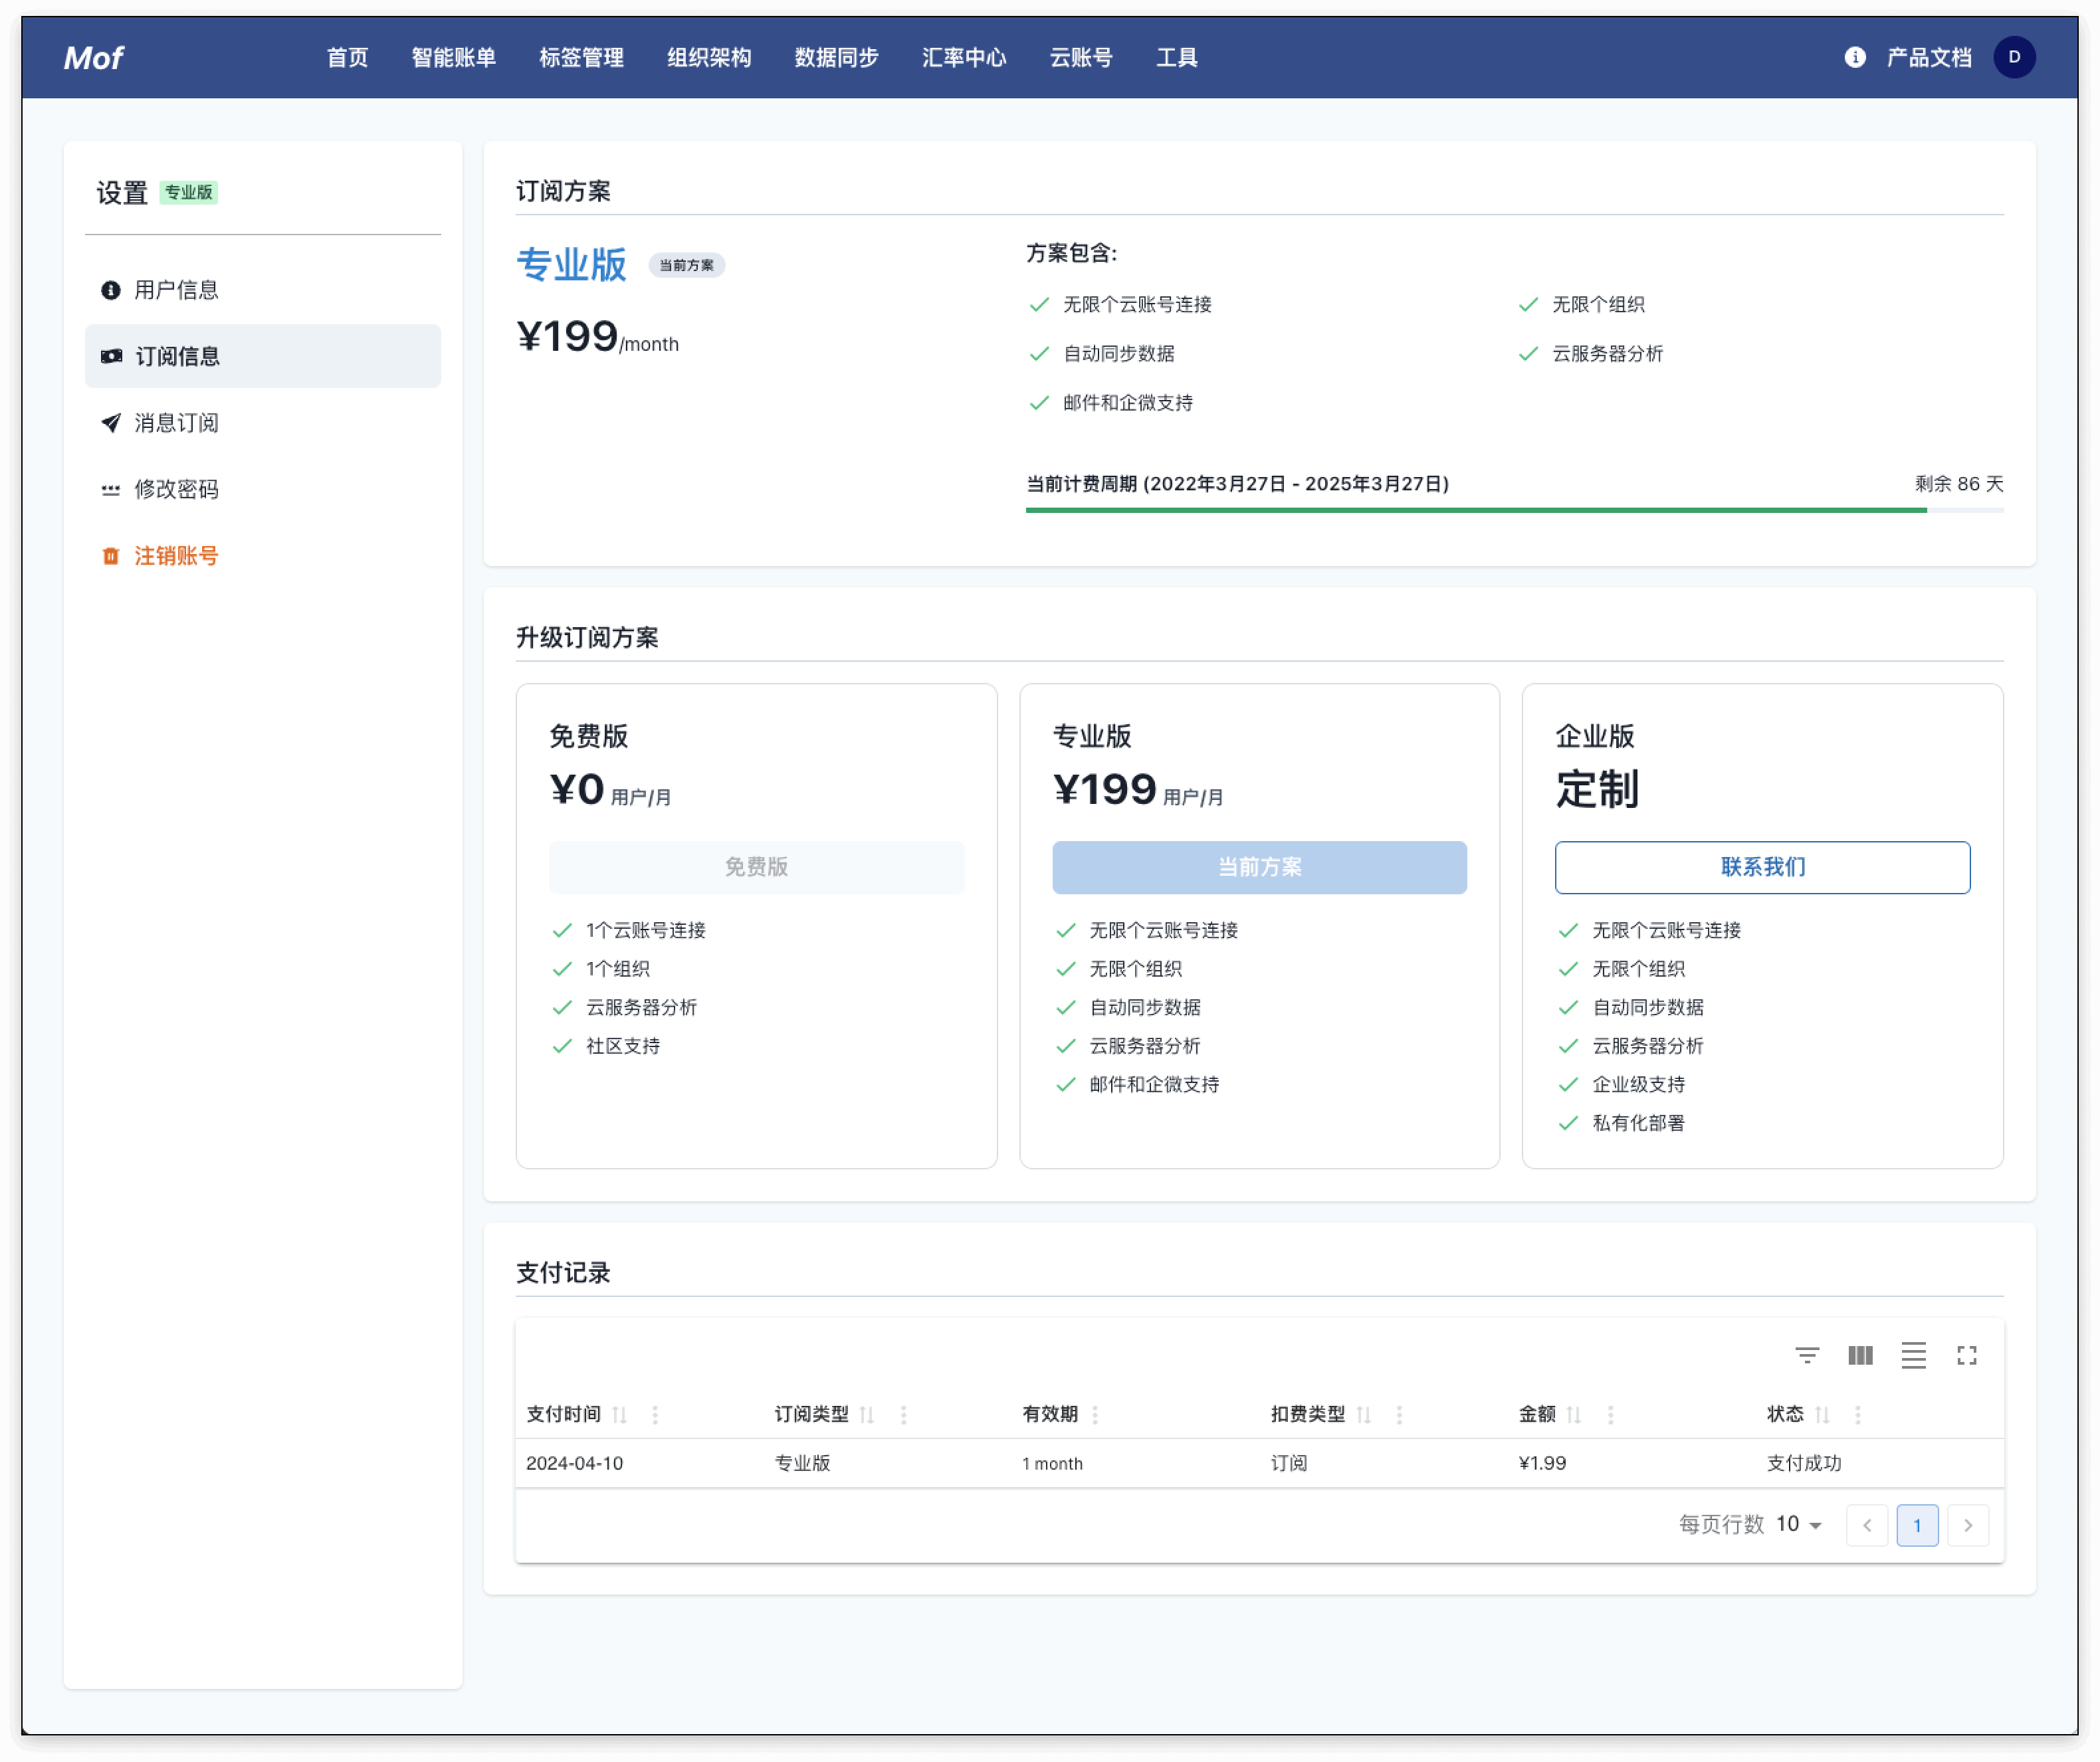 Mof
首页 智能账单 标签管理 组织架构 数据同步 汇率中心 云账号 工具
产品文档 D
设置 专业版
用户信息
订阅信息
消息订阅
修改密码
注销账号
订阅方案
专业版 当前方案
¥199/month
方案包含:
无限个云账号连接 无限个组织
自动同步数据 云服务器分析
邮件和企微支持
当前计费周期 (2022年3月27日 - 2025年3月27日) 剩余 86 天
升级订阅方案
免费版
¥0 用户/月
免费版
1个云账号连接
1个组织
云服务器分析
社区支持
专业版
¥199 用户/月
当前方案
无限个云账号连接
无限个组织
自动同步数据
云服务器分析
邮件和企微支持
企业版
定制
联系我们
无限个云账号连接
无限个组织
自动同步数据
云服务器分析
企业级支持
私有化部署
支付记录
支付时间 订阅类型 有效期 扣费类型 金额 状态
2024-04-10 专业版 1 month 订阅 ¥1.99 支付成功
每页行数 10 1